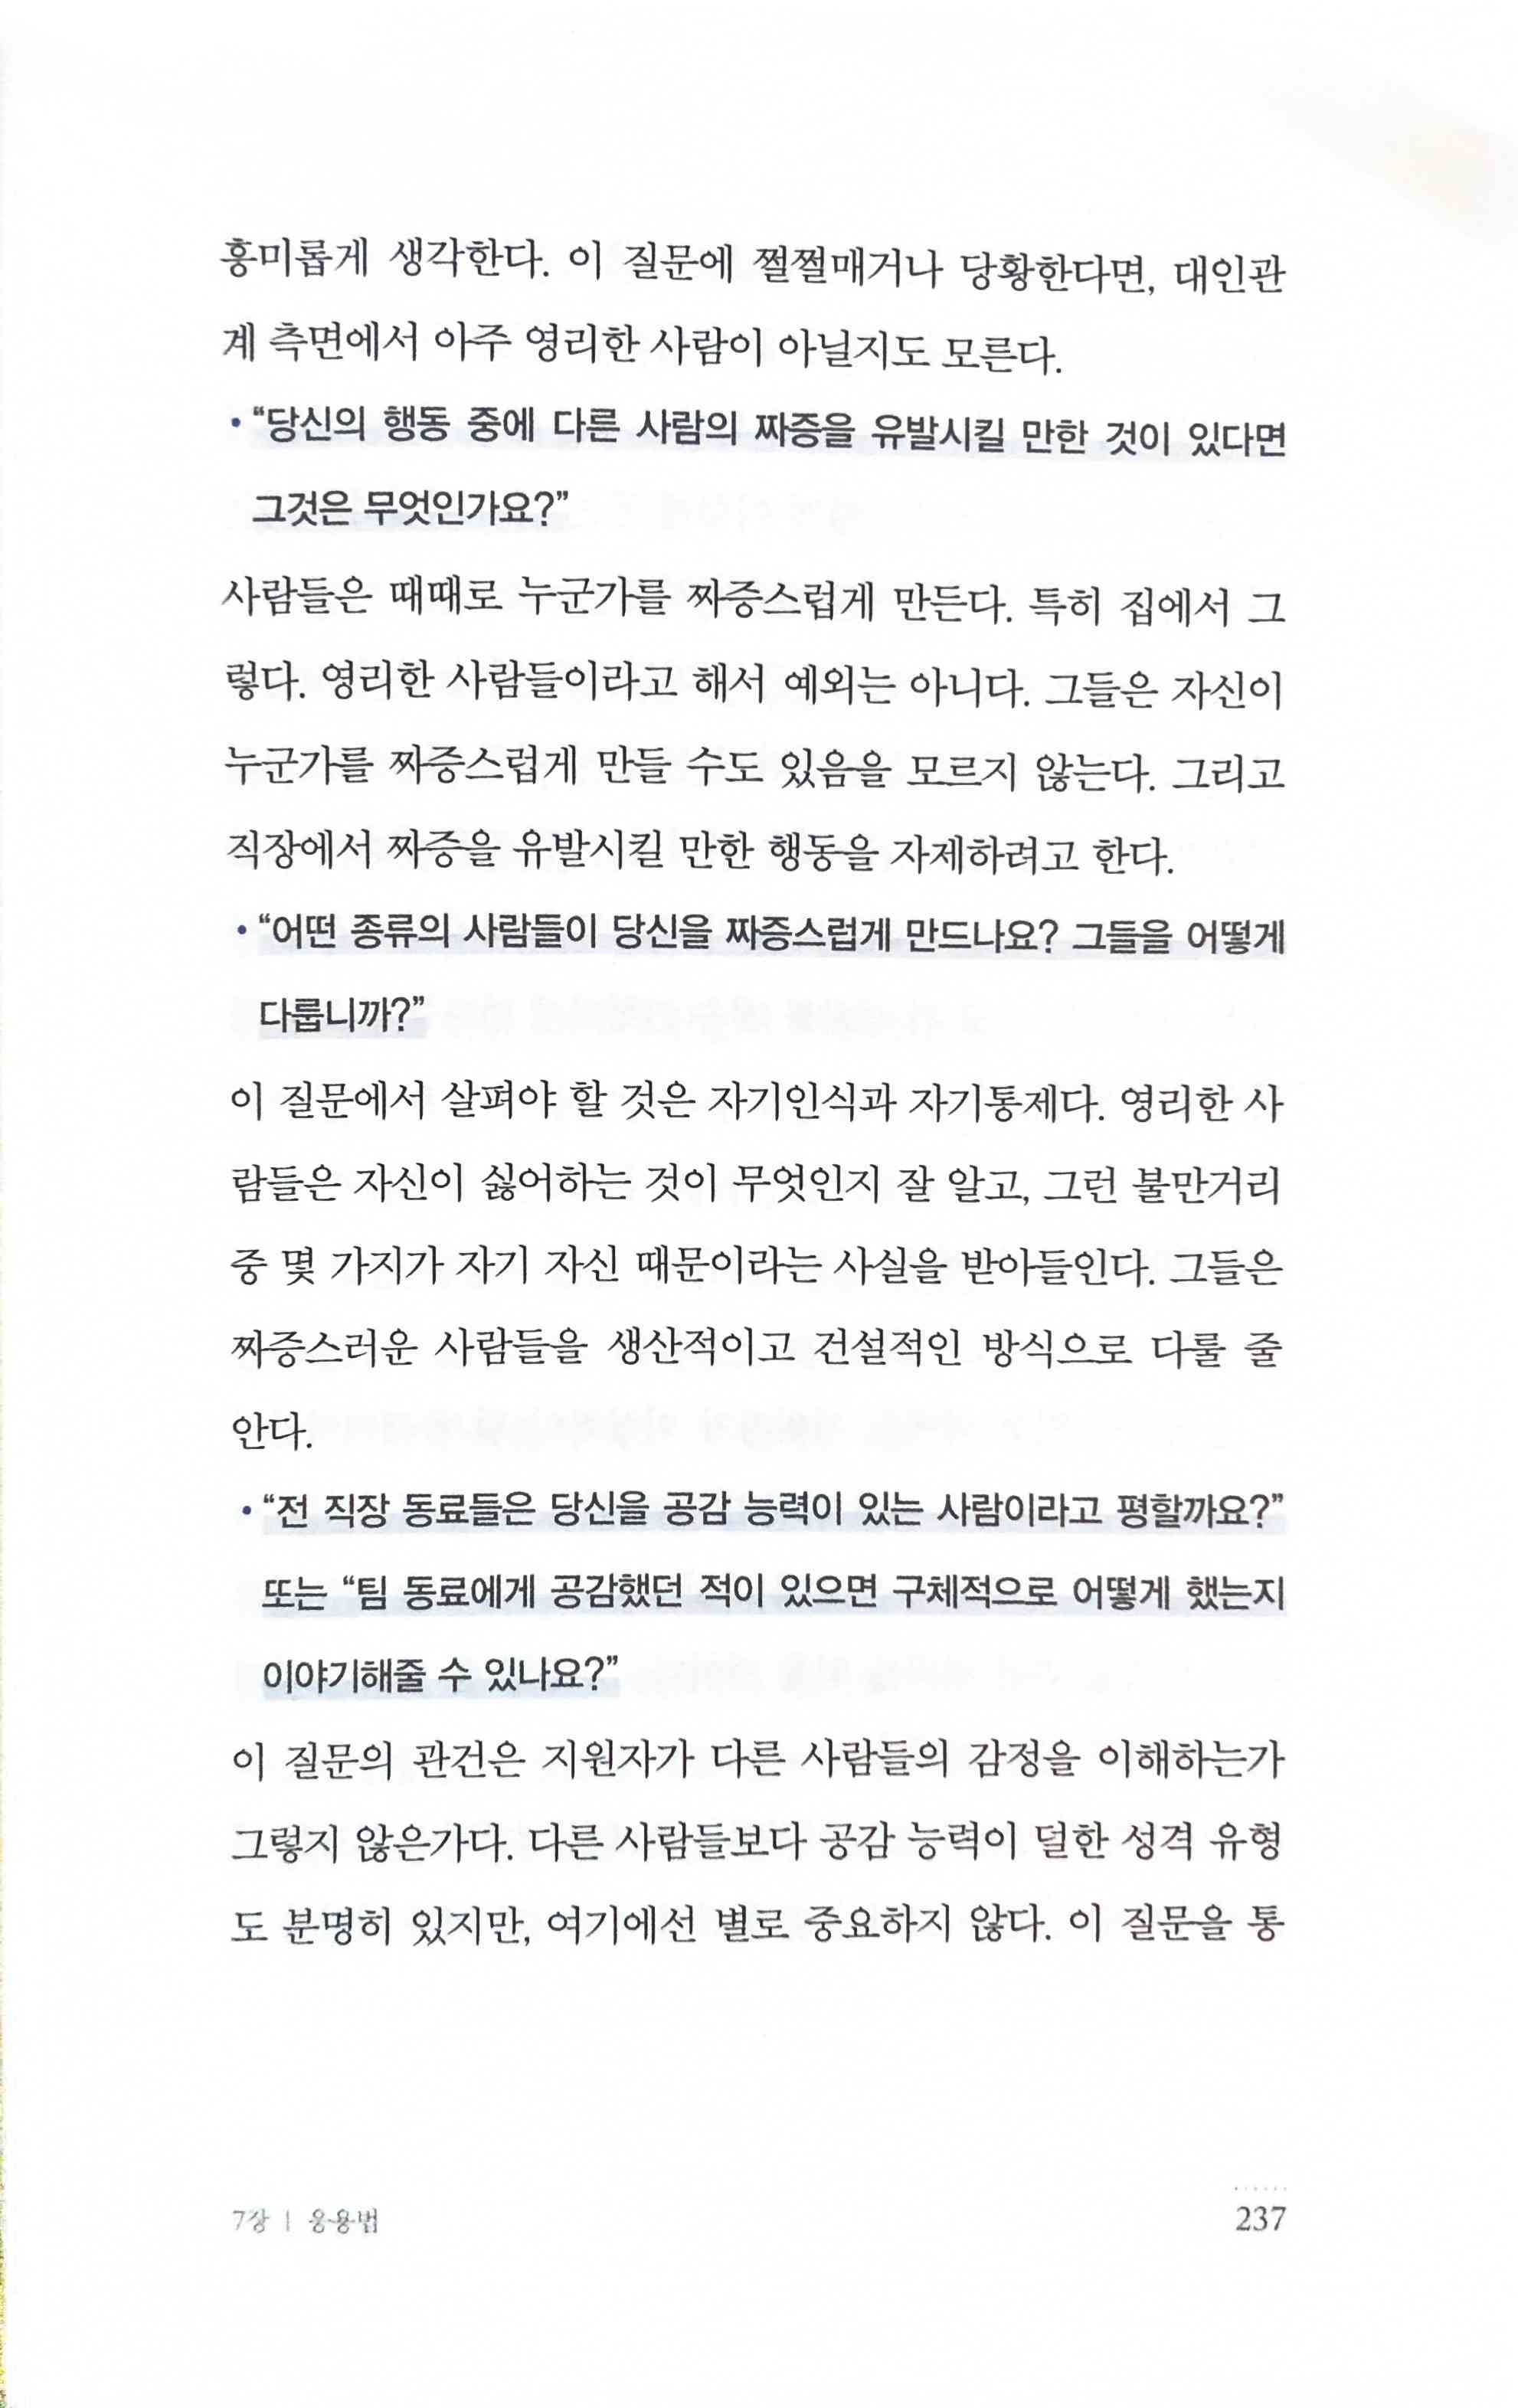 흥미롭게 생각한다. 이 질문에 쩔쩔매거나 당황한다면, 대인관
계 측면에서 아주 영리한 사람이 아닐지도 모른다.
• “당신의 행동 중에 다른 사람의 짜증을 유발시킬 만한 것이 있다면
그것은 무엇인가요?”
사람들은 때때로 누군가를 짜증스럽게 만든다. 특히 집에서 그
렇다. 영리한 사람들이라고 해서 예외는 아니다. 그들은 자신이
누군가를 짜증스럽게 만들 수도 있음을 모르지 않는다. 그리고
직장에서 짜증을 유발시킬 만한 행동을 자제하려고 한다.
• “어떤 종류의 사람들이 당신을 짜증스럽게 만드나요? 그들을 어떻게
다룹니까?”
이 질문에서 살펴야 할 것은 자기인식과 자기통제다. 영리한 사
람들은 자신이 싫어하는 것이 무엇인지 잘 알고, 그런 불만거리
중 몇 가지가 자기 자신 때문이라는 사실을 받아들인다. 그들은
짜증스러운 사람들을 생산적이고 건설적인 방식으로 다룰 줄
안다.
• “전 직장 동료들은 당신을 공감 능력이 있는 사람이라고 평할까요?”
또는 “팀 동료에게 공감했던 적이 있으면 구체적으로 어떻게 했는지
이야기해줄 수 있나요?”
이 질문의 관건은 지원자가 다른 사람들의 감정을 이해하는가
그렇지 않은가다. 다른 사람들보다 공감 능력이 덜한 성격 유형
도 분명히 있지만, 여기에선 별로 중요하지 않다. 이 질문을 통
7장 | 응용법
237